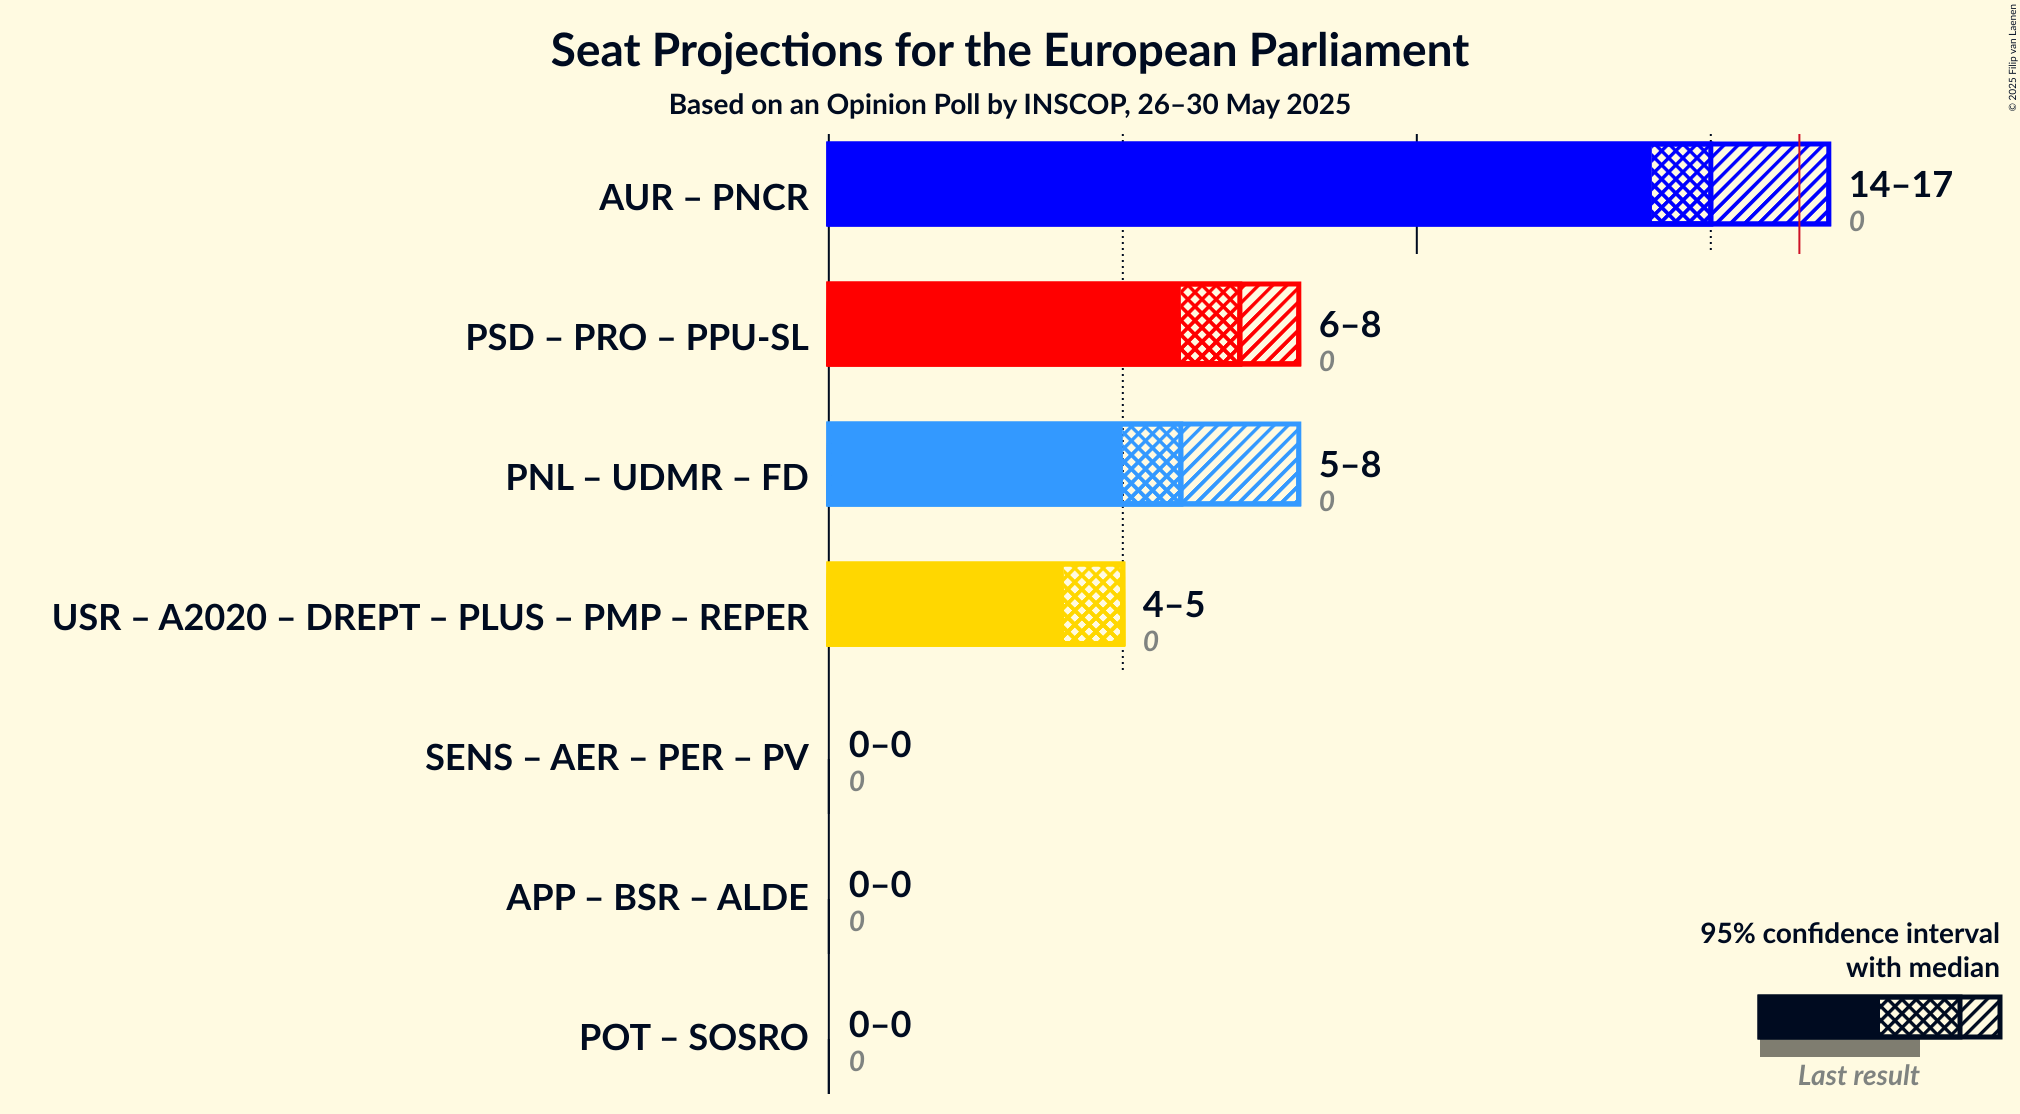 Seat Projections for the European Parliament
Based on an Opinion Poll by INSCOP, 26–30 May 2025
© 2025 Filip van Laenen
AUR – PNCR
14–17
0
PSD – PRO – PPU-SL
6–8
0
PNL – UDMR – FD
5–8
0
USR – A2020 – DREPT – PLUS – PMP – REPER
4–5
0
SENS – AER – PER – PV
0–0
0
APP – BSR – ALDE
0–0
0
POT – SOSRO
0–0
0
95% confidence interval
with median
Last result